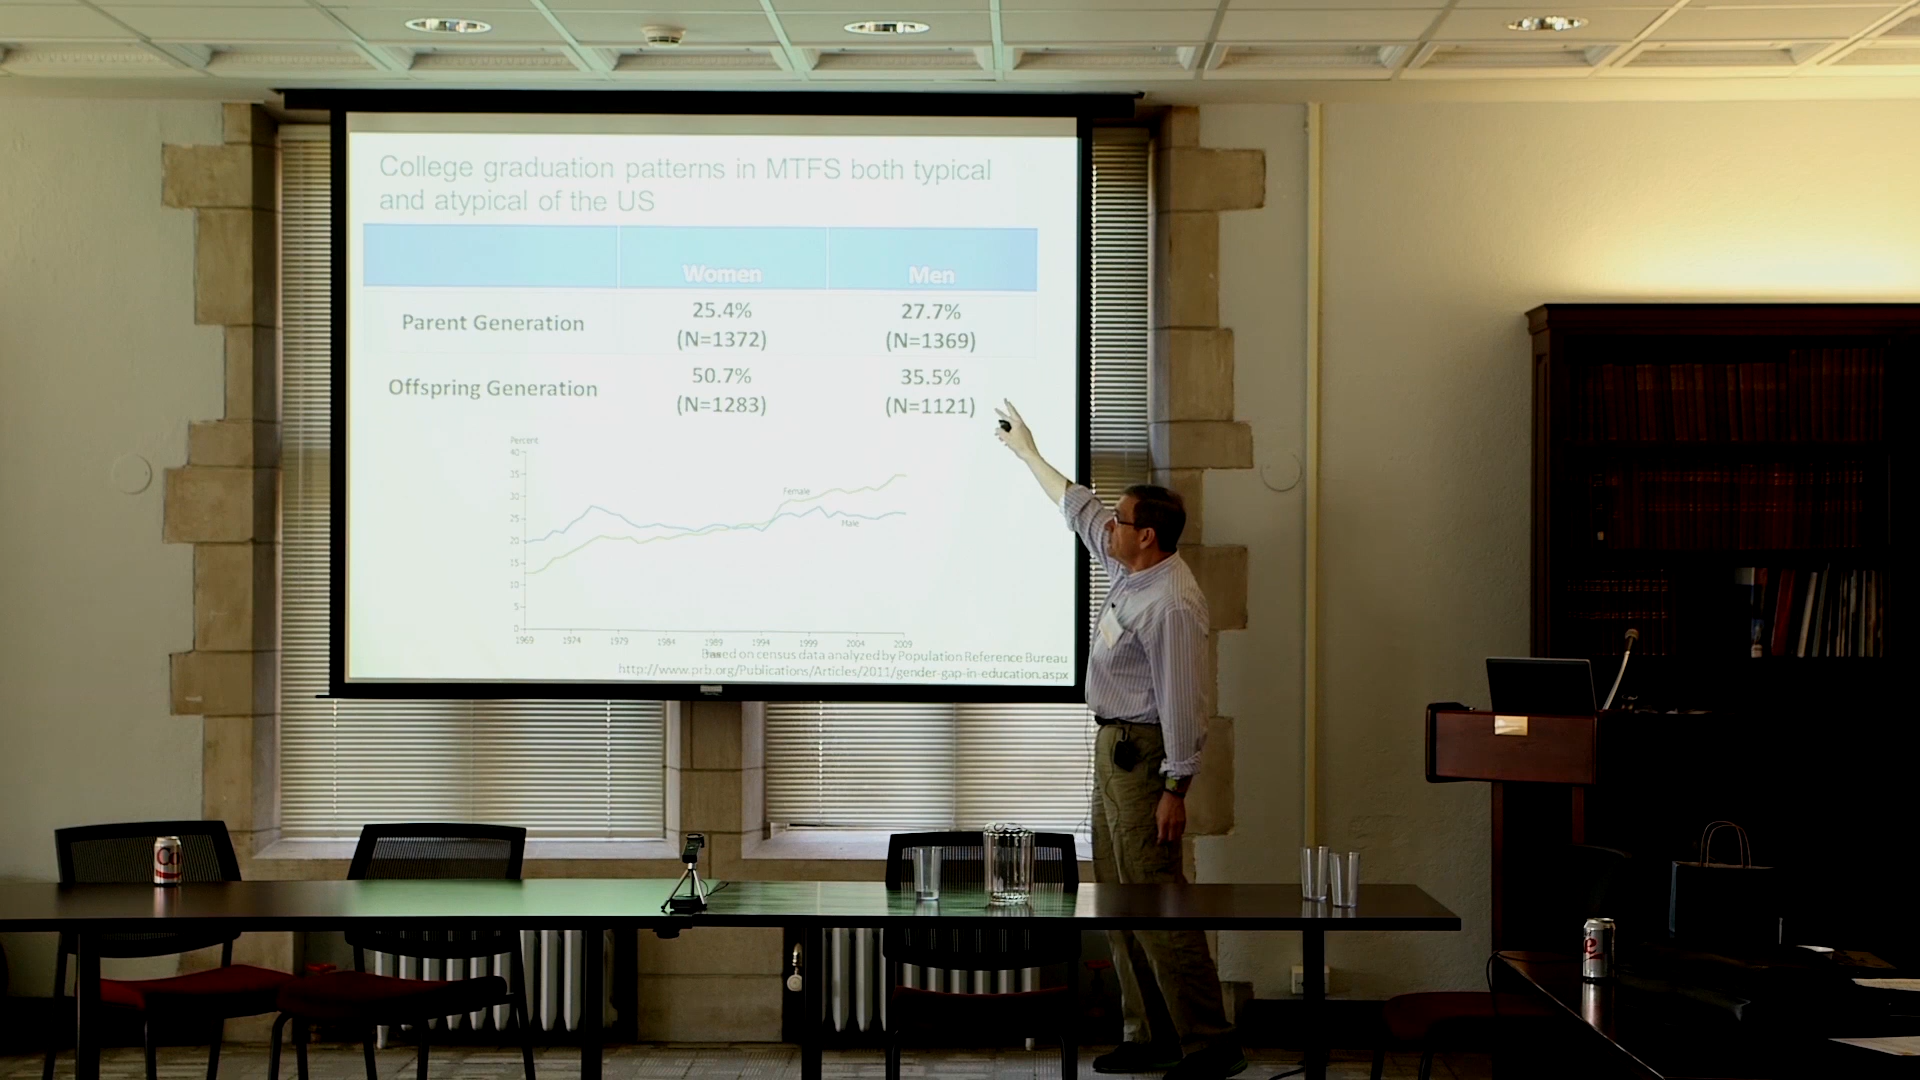 College graduation patterns in MTFS both typical
and atypical of the US
Women Men
25.4% 27.7%
Parent Generation
(N=1372) (N=1369)
50.7% 35.5%
Offspring Generation
(N=1283) (N=1121)
Percent
40
35
30
25
20
15
10
5
0
Female
Male
1969 1974 1979 1984 1989 1994 1999 2004 2009
Based on census data analyzed by Population Reference Bureau
http://www.prb.org/Publications/Articles/2011/gender-gap-in-education.aspx
Co
e